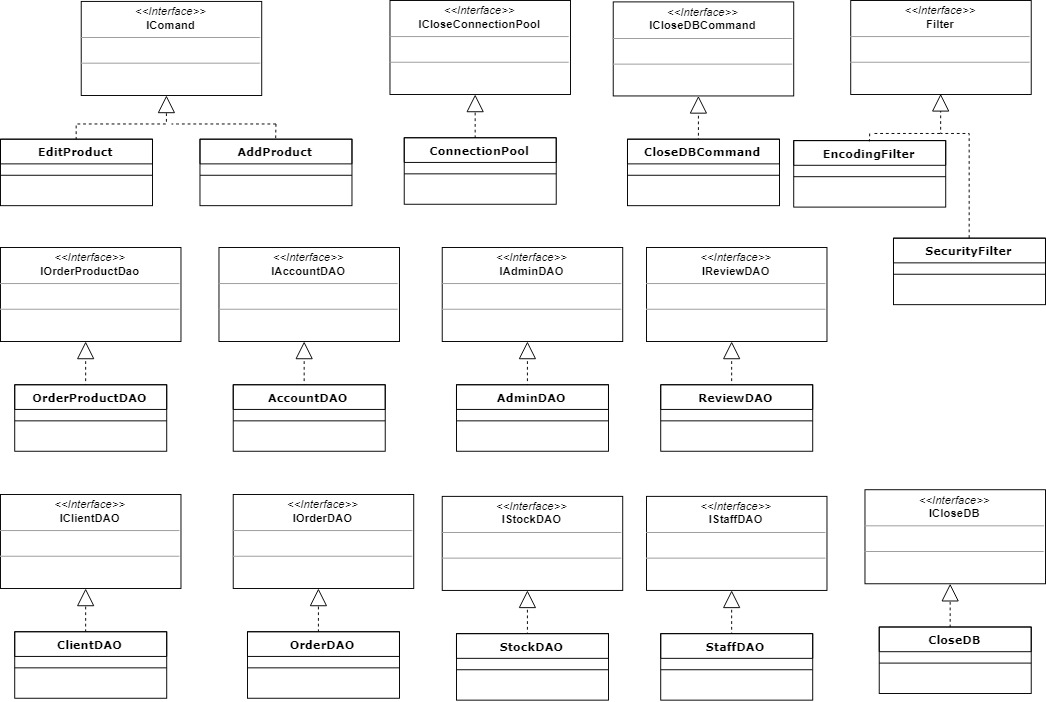 <<Interface>>
IComand
<<Interface>>
ICloseConnectionPool
<<Interface>>
ICloseDBCommand
<<Interface>>
Filter
EditProduct
AddProduct
ConnectionPool
CloseDBCommand
EncodingFilter
SecurityFilter
<<Interface>>
IOrderProductDao
<<Interface>>
IAccountDAO
<<Interface>>
IAdminDAO
<<Interface>>
IReviewDAO
OrderProductDAO
AccountDAO
AdminDAO
ReviewDAO
<<Interface>>
IClientDAO
<<Interface>>
IOrderDAO
<<Interface>>
IStockDAO
<<Interface>>
IStaffDAO
<<Interface>>
ICloseDB
ClientDAO
OrderDAO
StockDAO
StaffDAO
CloseDB